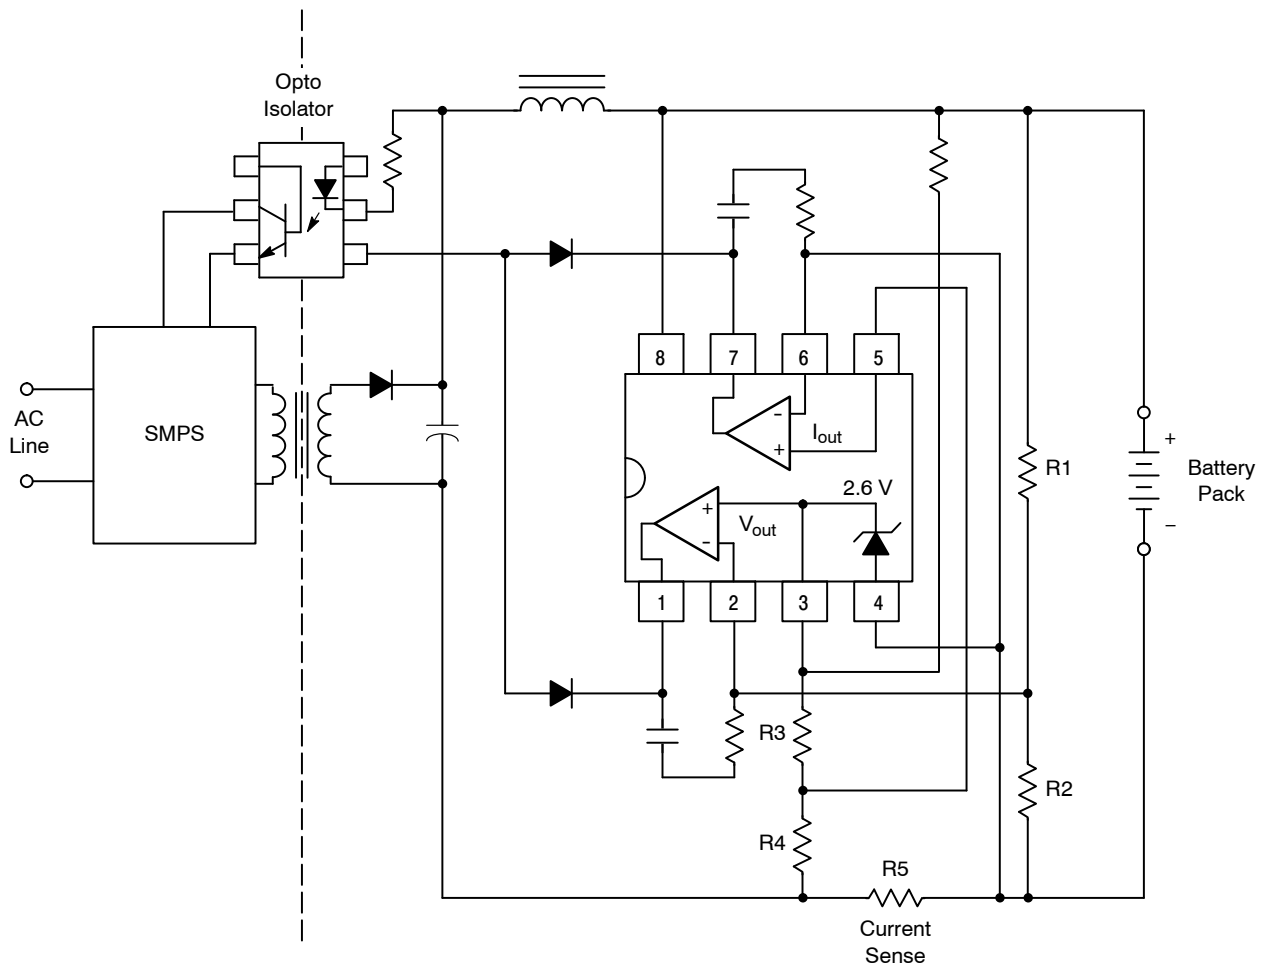 Opto
Isolator
8
7
6
5
AC
Line
SMPS
−
+
Iout
+
Battery
Pack
−
R1
2.6 V
+
−
Vout
1
2
3
4
R3
R2
R4
R5
Current
Sense